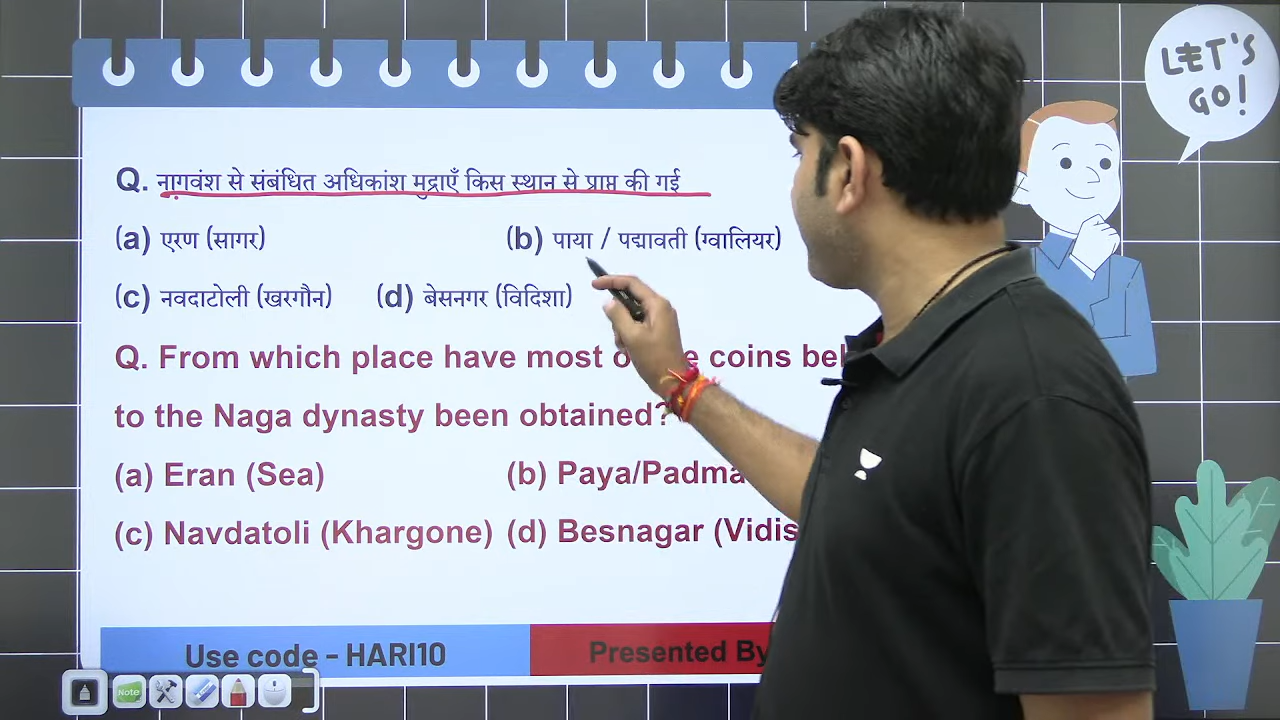 LET'S
GO!
Q. नागवंश से संबंधित अधिकांश मुद्राएँ किस स्थान से प्राप्त की गई
(a) एरण (सागर) (b) पाया / पद्मावती (ग्वालियर)
(c) नवदाटोली (खरगौन) (d) बेसनगर (विदिशा)
Q. From which place have most coins
to the Naga dynasty been obtained?
(a) Eran (Sea) (b) Paya/Padma
(c) Navdatoli (Khargone) (d) Besnagar (Vidis
Use code - HARI10 Presented By
Note